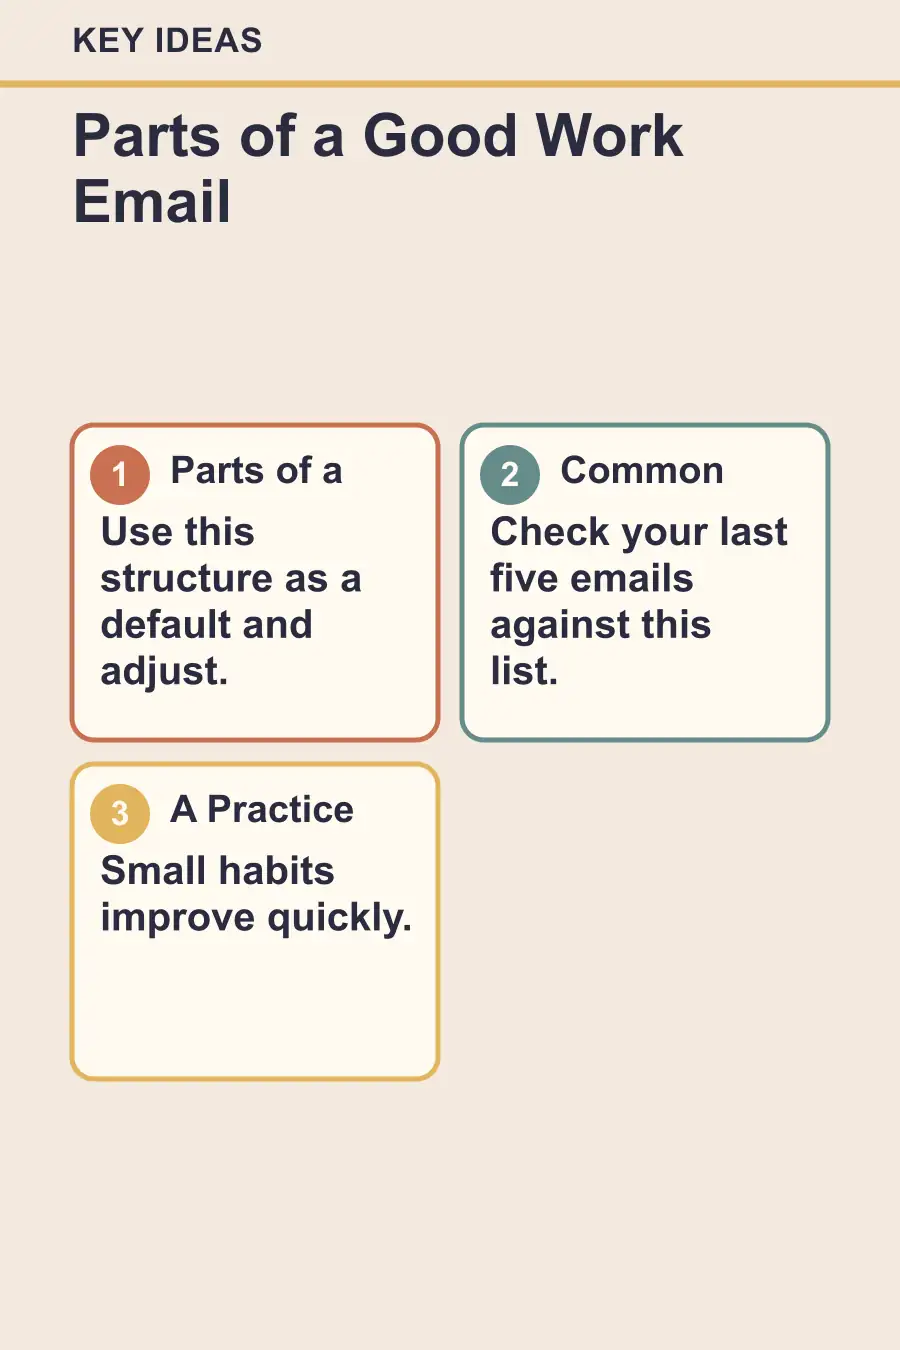 KEY IDEAS
Parts of a Good Work
Email
1 Parts of a
Use this
structure as a
default and
adjust.
2 Common
Check your last
five emails
against this
list.
3 A Practice
Small habits
improve quickly.